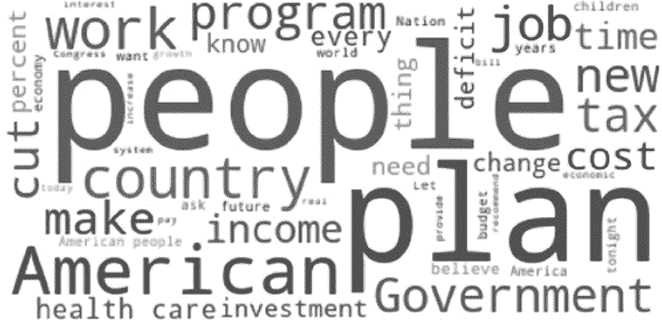 interest
work
program
Nation
deficit
job
children
percent
know
every
time
years
Congress want growth
world
economy
people
increase
thing
bill
new
tax
cut
system
country
need
change
cost
economic
today
make
pay
ask
future
real
Let
plan
provide
budget
recommend
tonight
American people
income
American
believe
America
health care
investment
Government